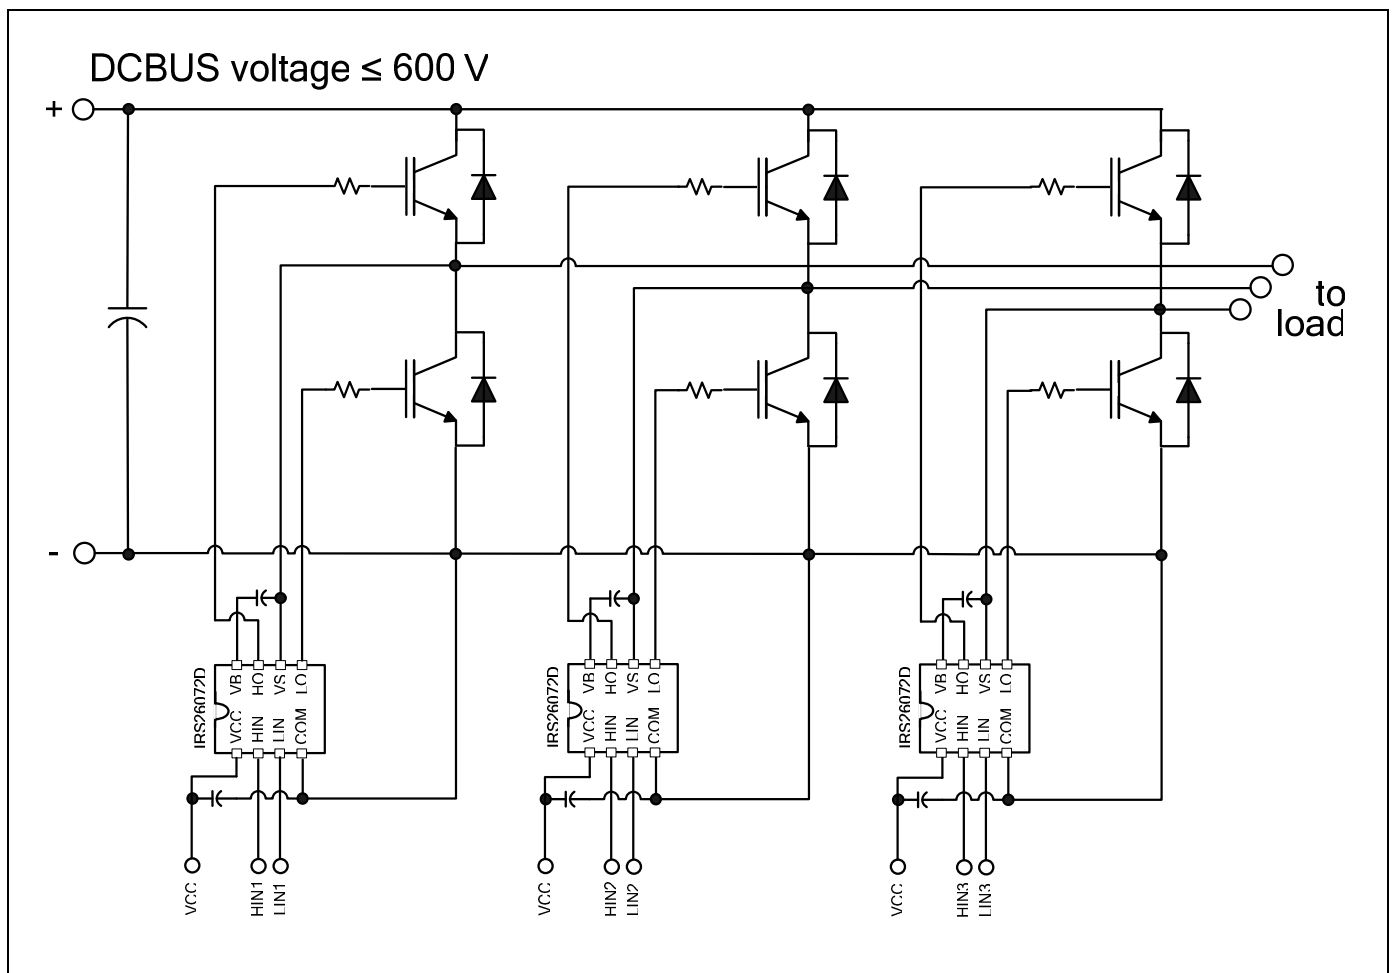 DCBUS voltage ≤ 600 V
+
to
load
-
IRS26072D
VB
HO
VS
LO
VCC
HIN
LIN
COM
IRS26072D
VB
HO
VS
LO
VCC
HIN
LIN
COM
IRS26072D
VB
HO
VS
LO
VCC
HIN
LIN
COM
VCC
HIN1
LIN1
VCC
HIN2
LIN2
VCC
HIN3
LIN3